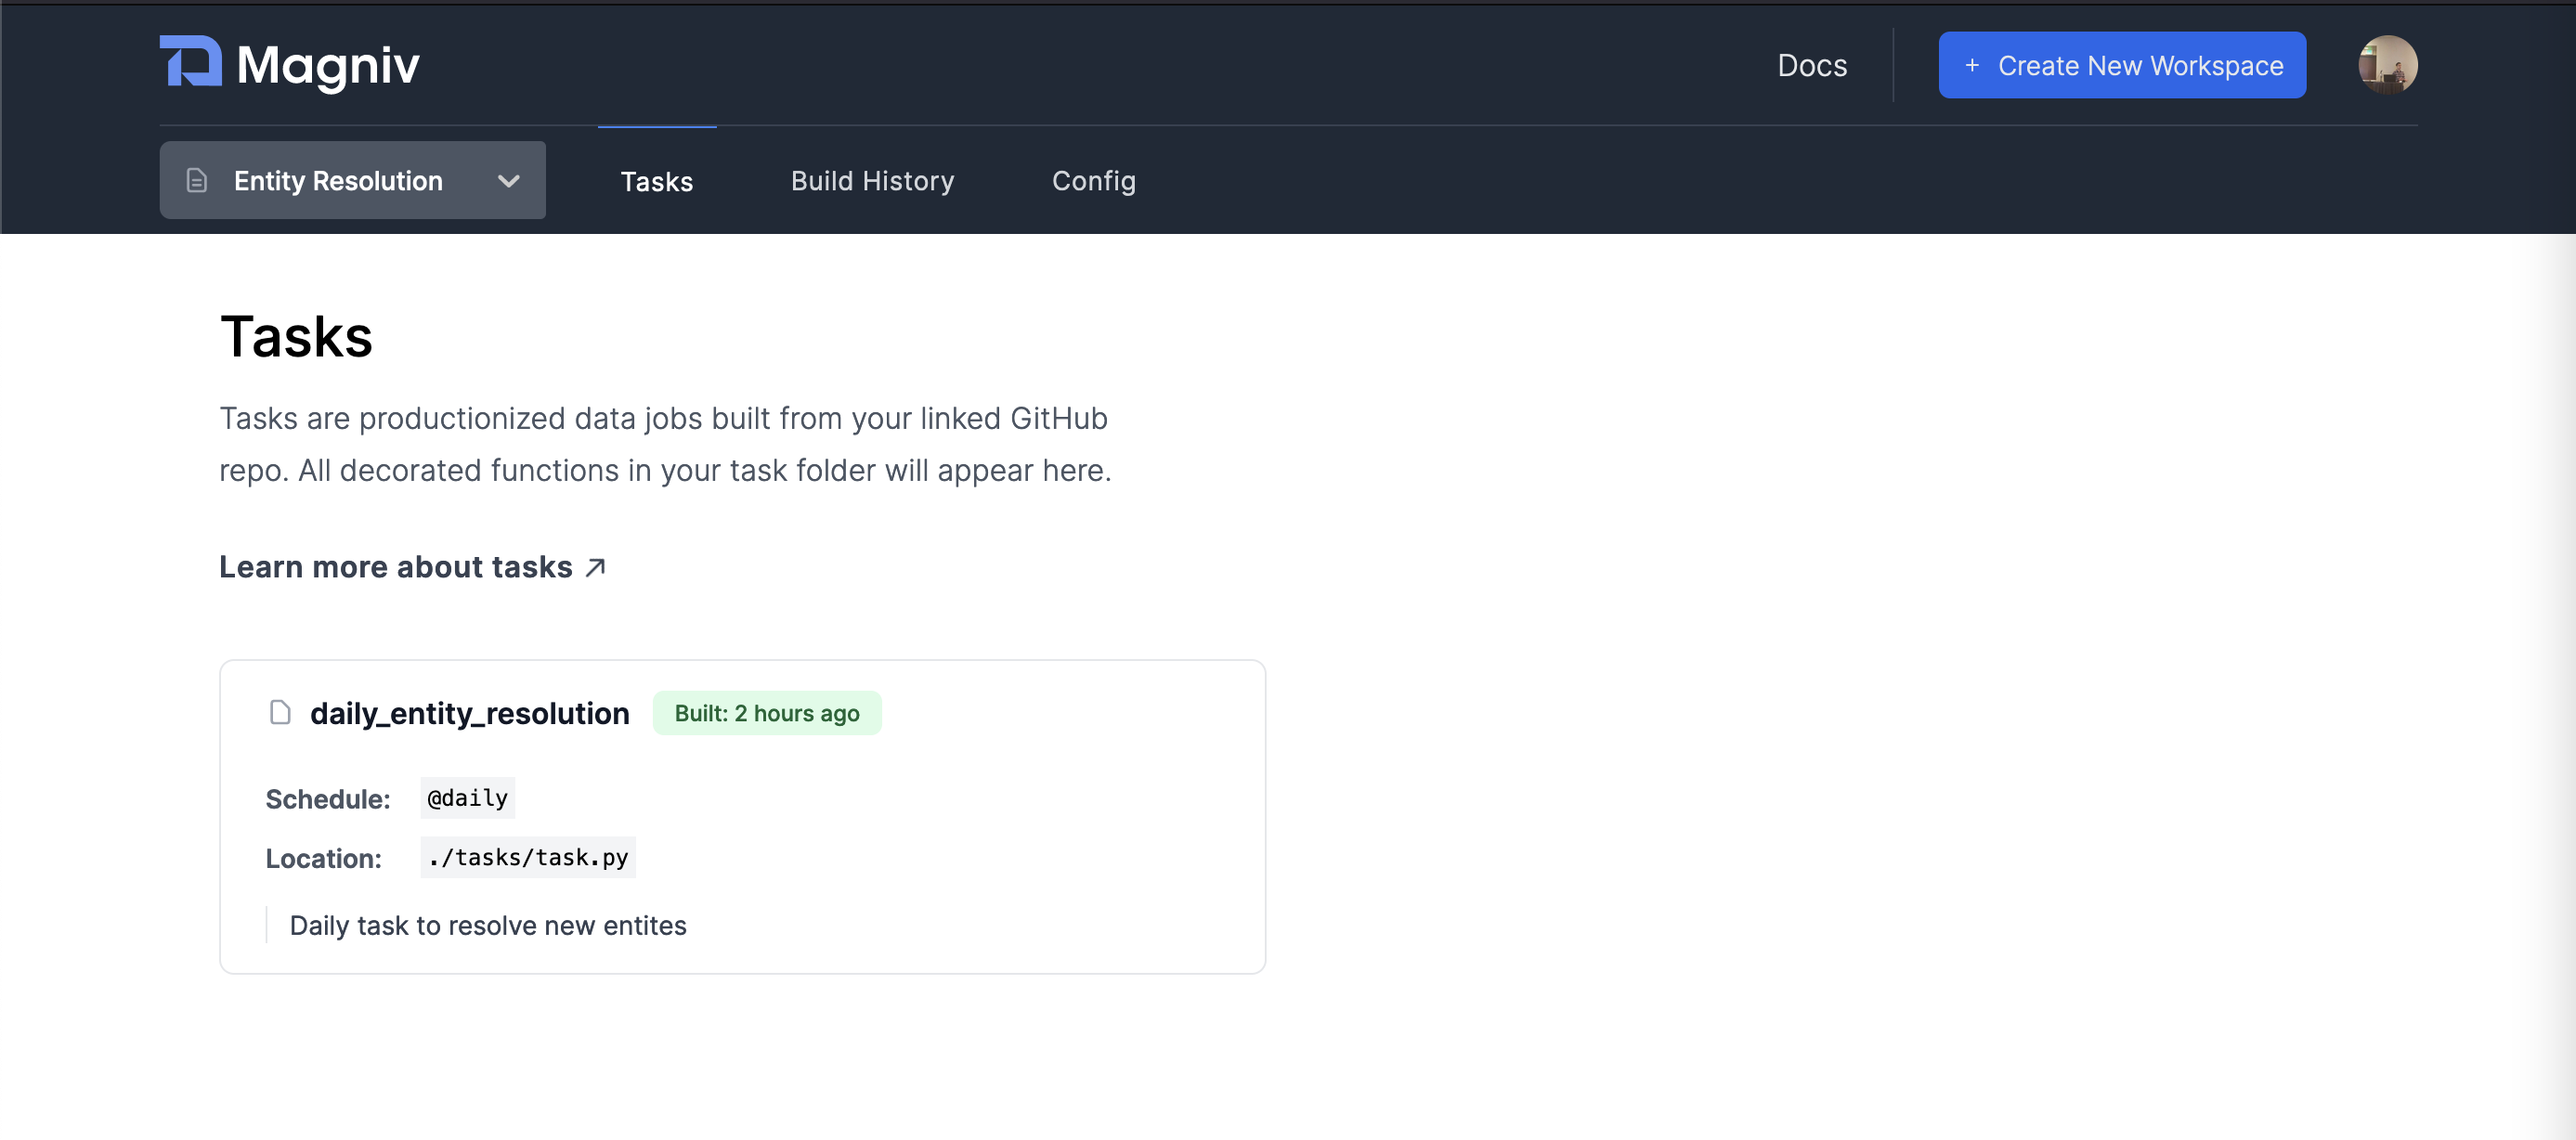 Magniv
Docs
+ Create New Workspace
Entity Resolution
Tasks
Build History
Config
Tasks
Tasks are productionized data jobs built from your linked GitHub
repo. All decorated functions in your task folder will appear here.
Learn more about tasks ↗
daily_entity_resolution
Built: 2 hours ago
Schedule: @daily
Location: ./tasks/task.py
Daily task to resolve new entites